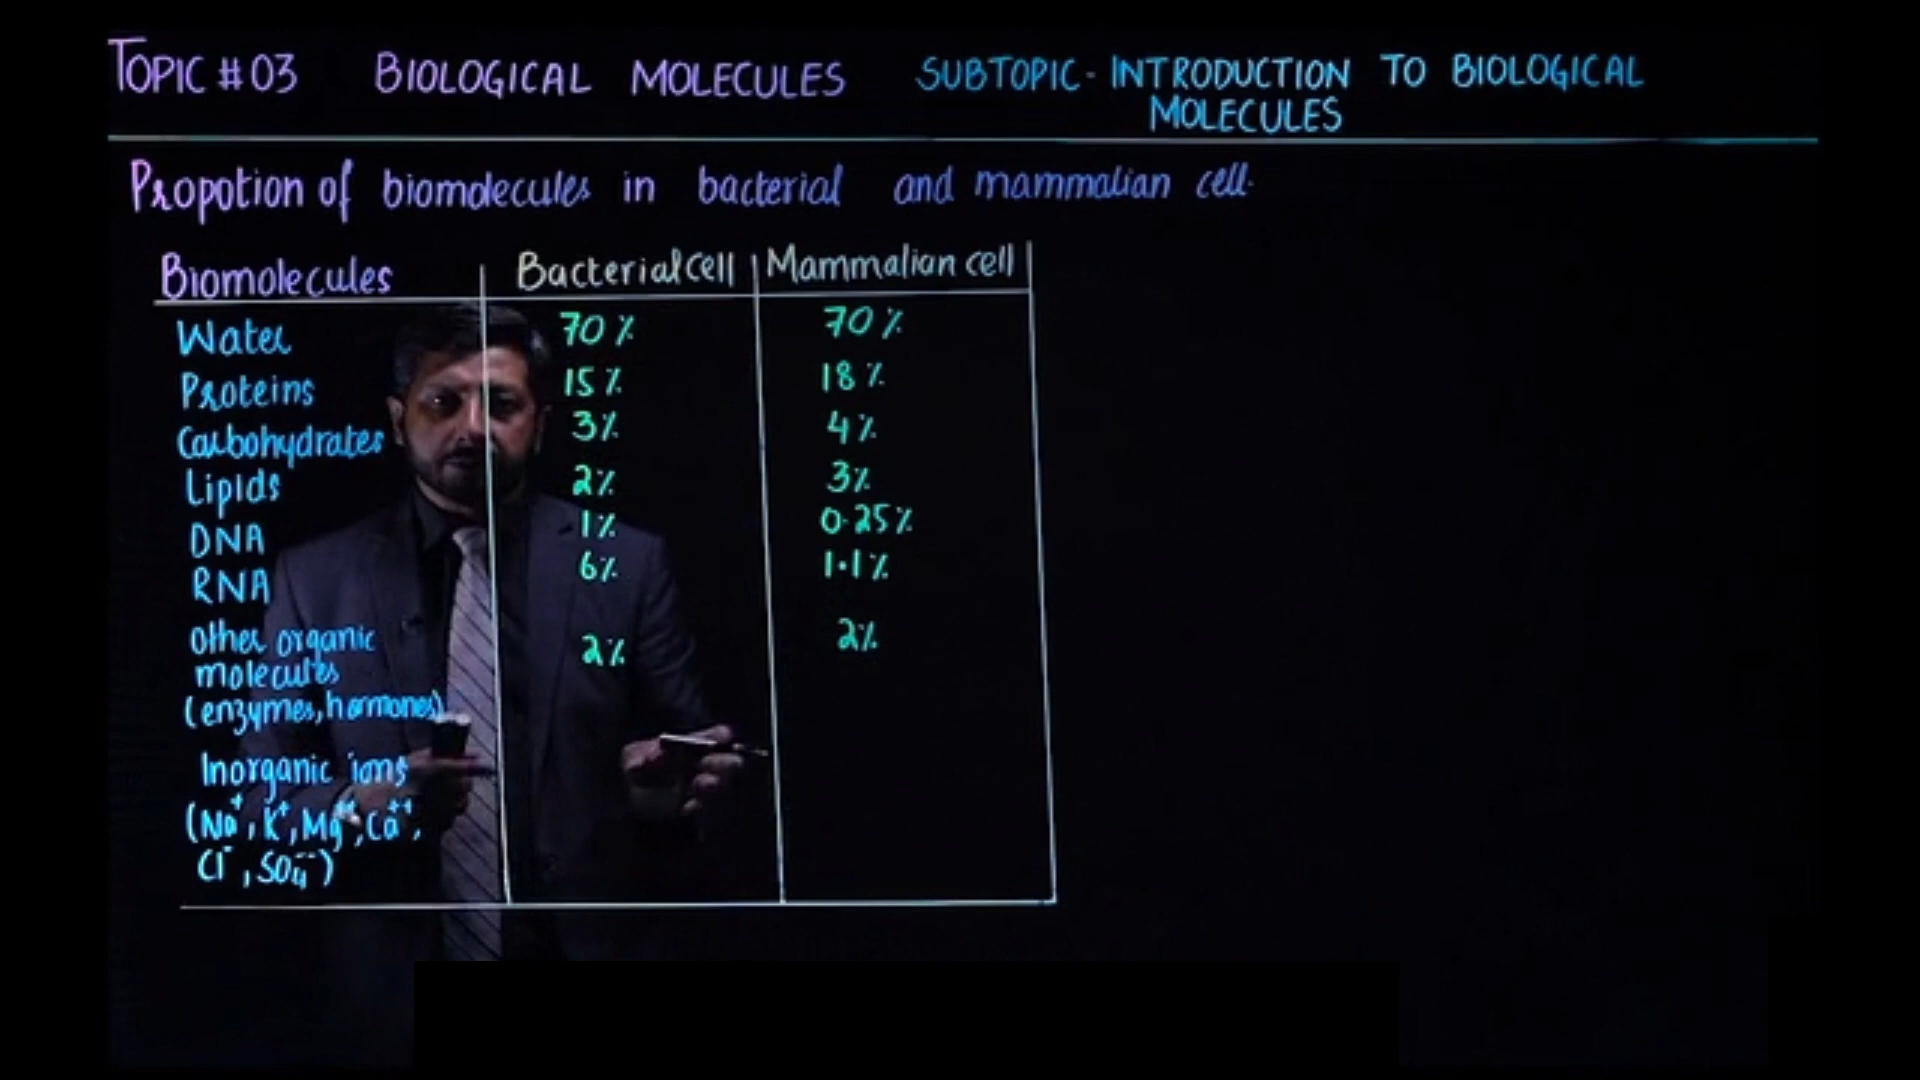 TOPIC # 03 BIOLOGICAL MOLECULES SUBTOPIC - INTRODUCTION TO BIOLOGICAL
MOLECULES
Propotion of biomolecules in bacterial and mammalian cell.
Biomolecules Bacterial cell Mammalian cell
Water 70% 70%
Proteins 15% 18%
Carbohydrates 3% 4%
Lipids 2% 3%
DNA 1% 0.25%
RNA 6% 1.1%
Other organic
molecules 2% 2%
(enzymes, hormones)
Inorganic ions
(Na⁺, K⁺, Mg⁺⁺, Ca⁺⁺,
Cl⁻, SO₄⁻⁻)